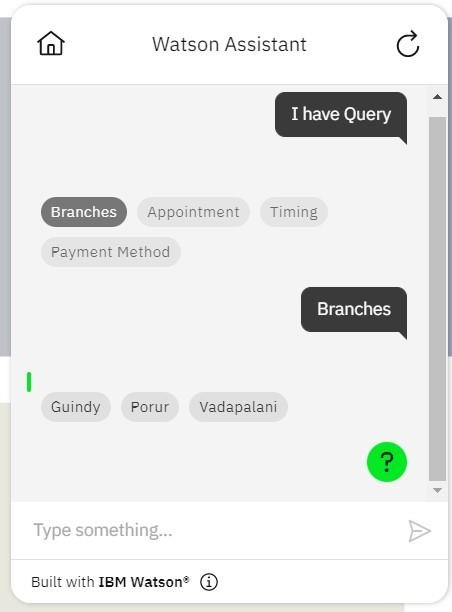 Watson Assistant
I have Query
Branches Appointment Timing
Payment Method
Branches
Guindy Porur Vadapalani
?
Type something...
Built with IBM Watson®